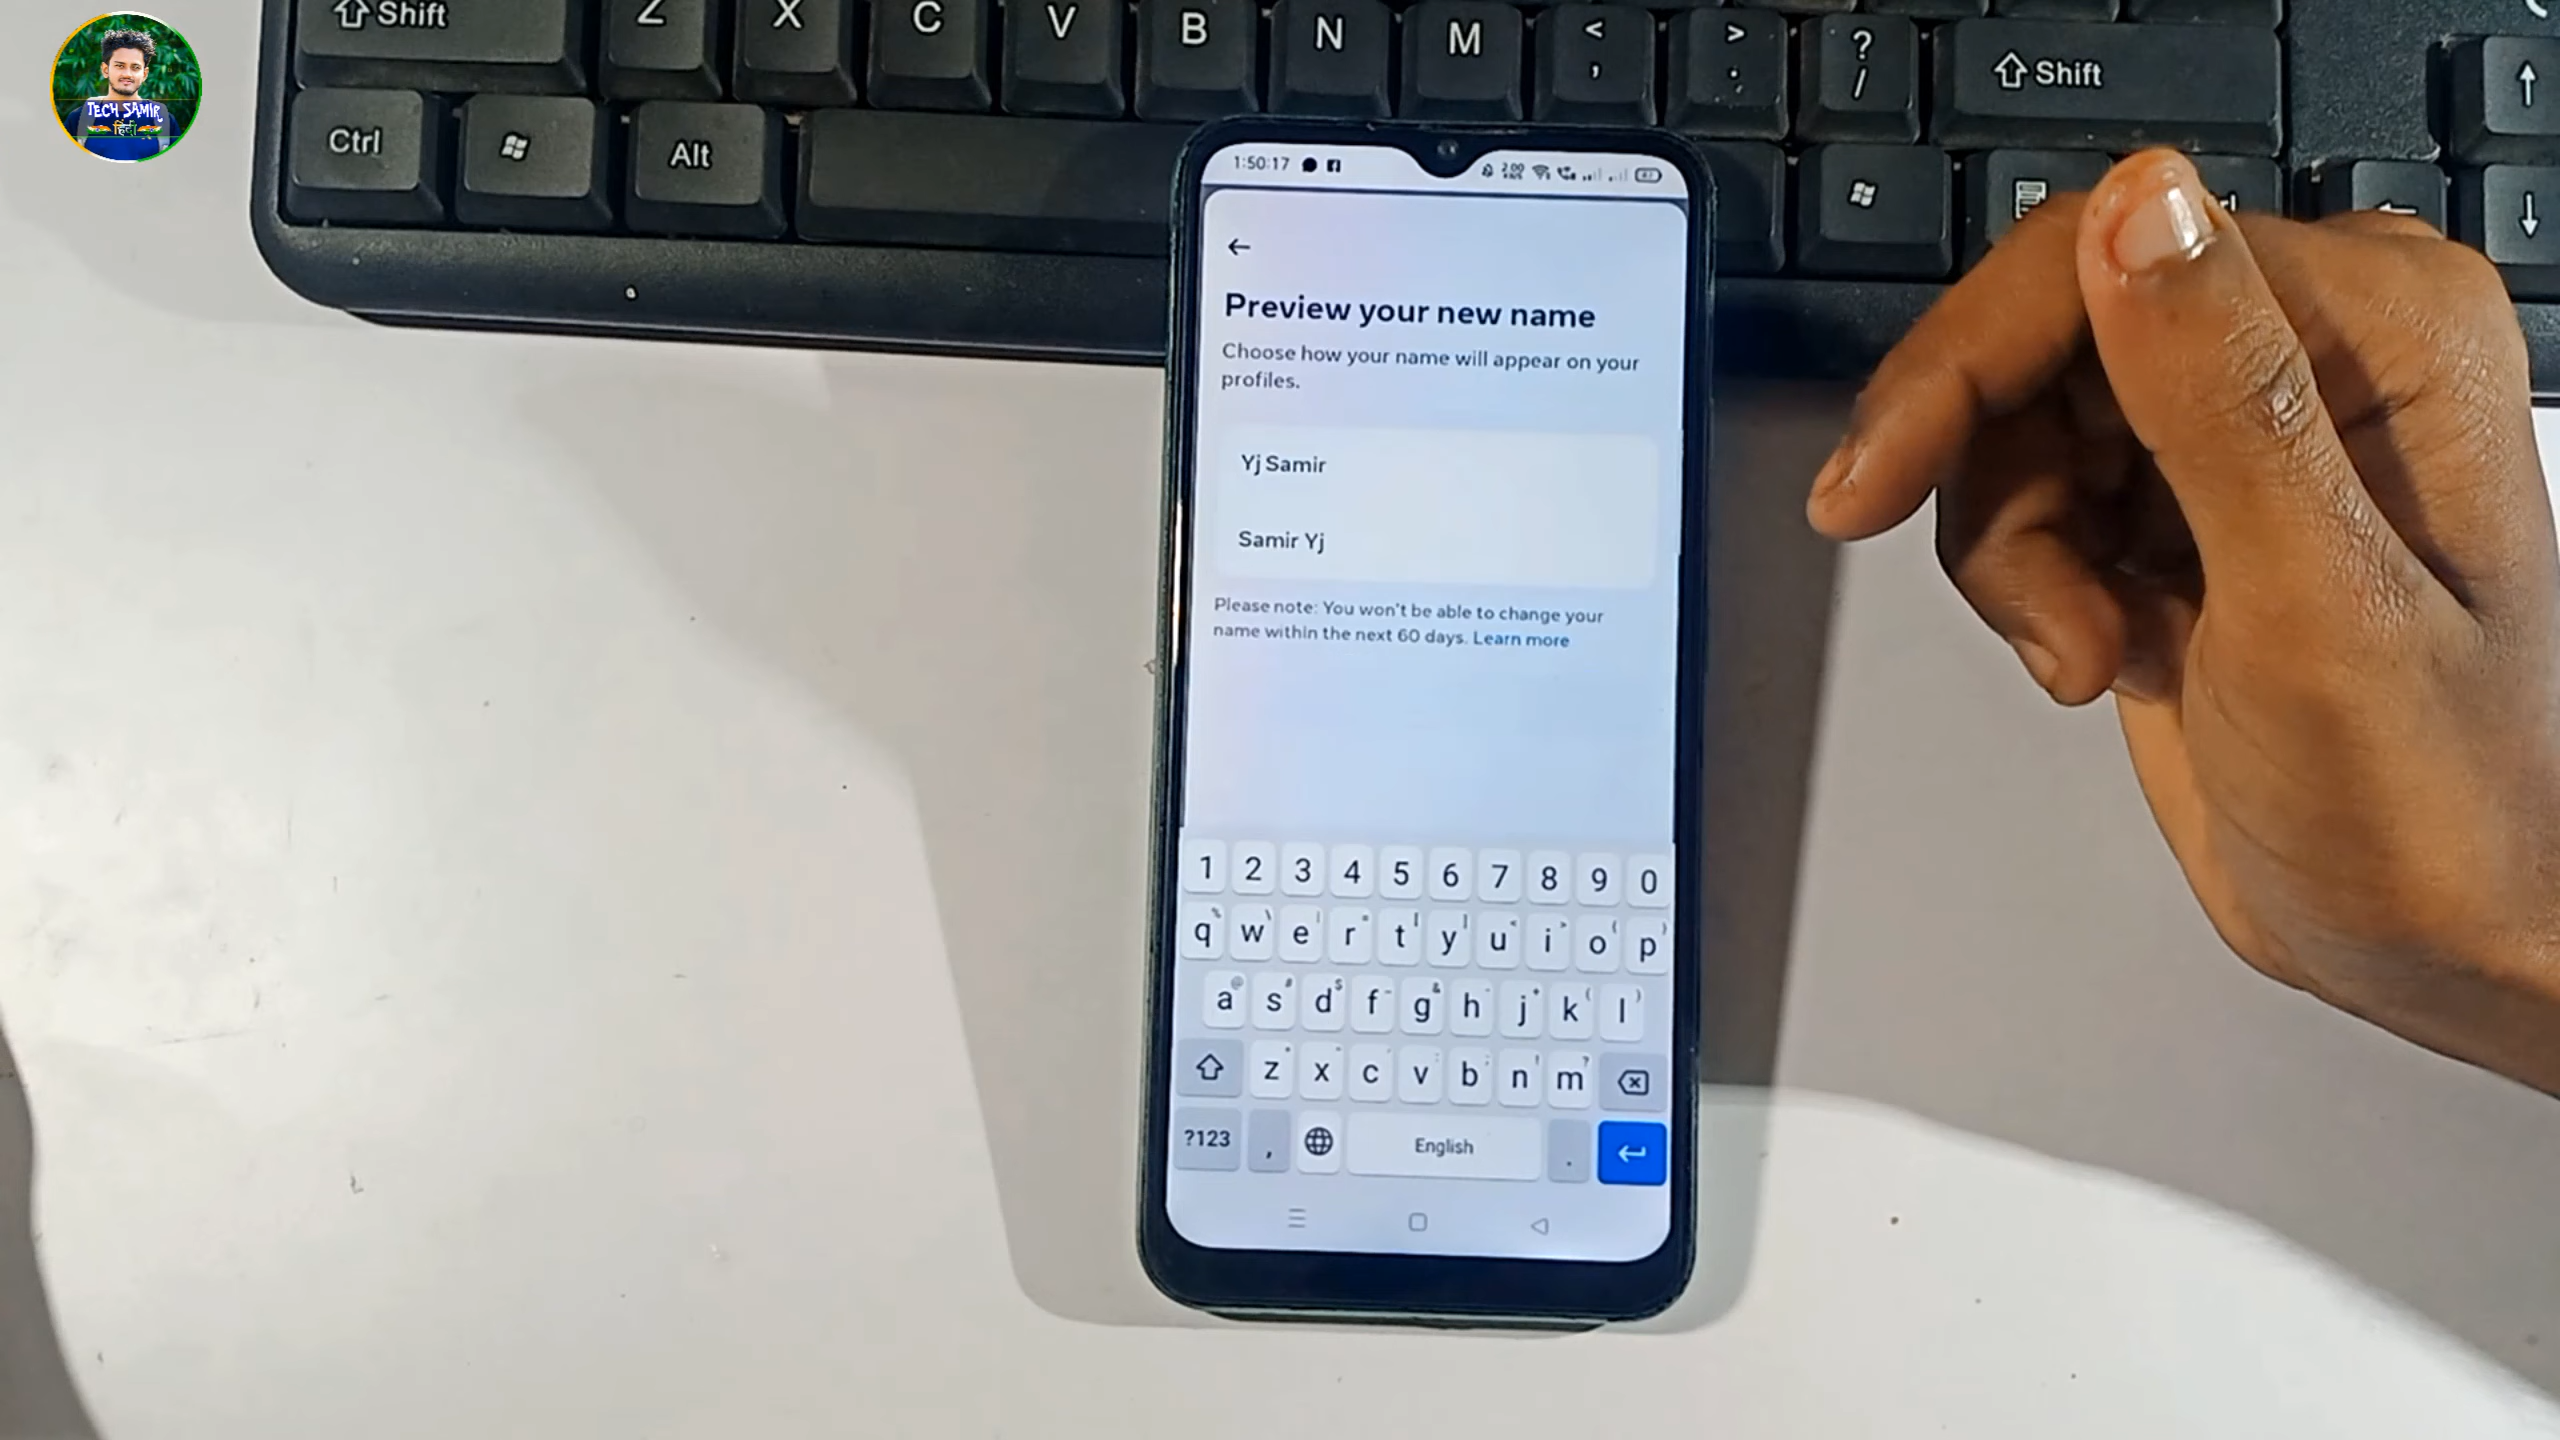 Shift Z X C V B N M < , > . ? / Shift
Ctrl Alt
TECH SAMIR
हिंदी
1:50:17
Preview your new name
Choose how your name will appear on your
profiles.
Yj Samir
Samir Yj
Please note: You won't be able to change your
name within the next 60 days. Learn more
1 2 3 4 5 6 7 8 9 0
q w e r t y u i o p
a s d f g h j k l
z x c v b n m
?123 , English .